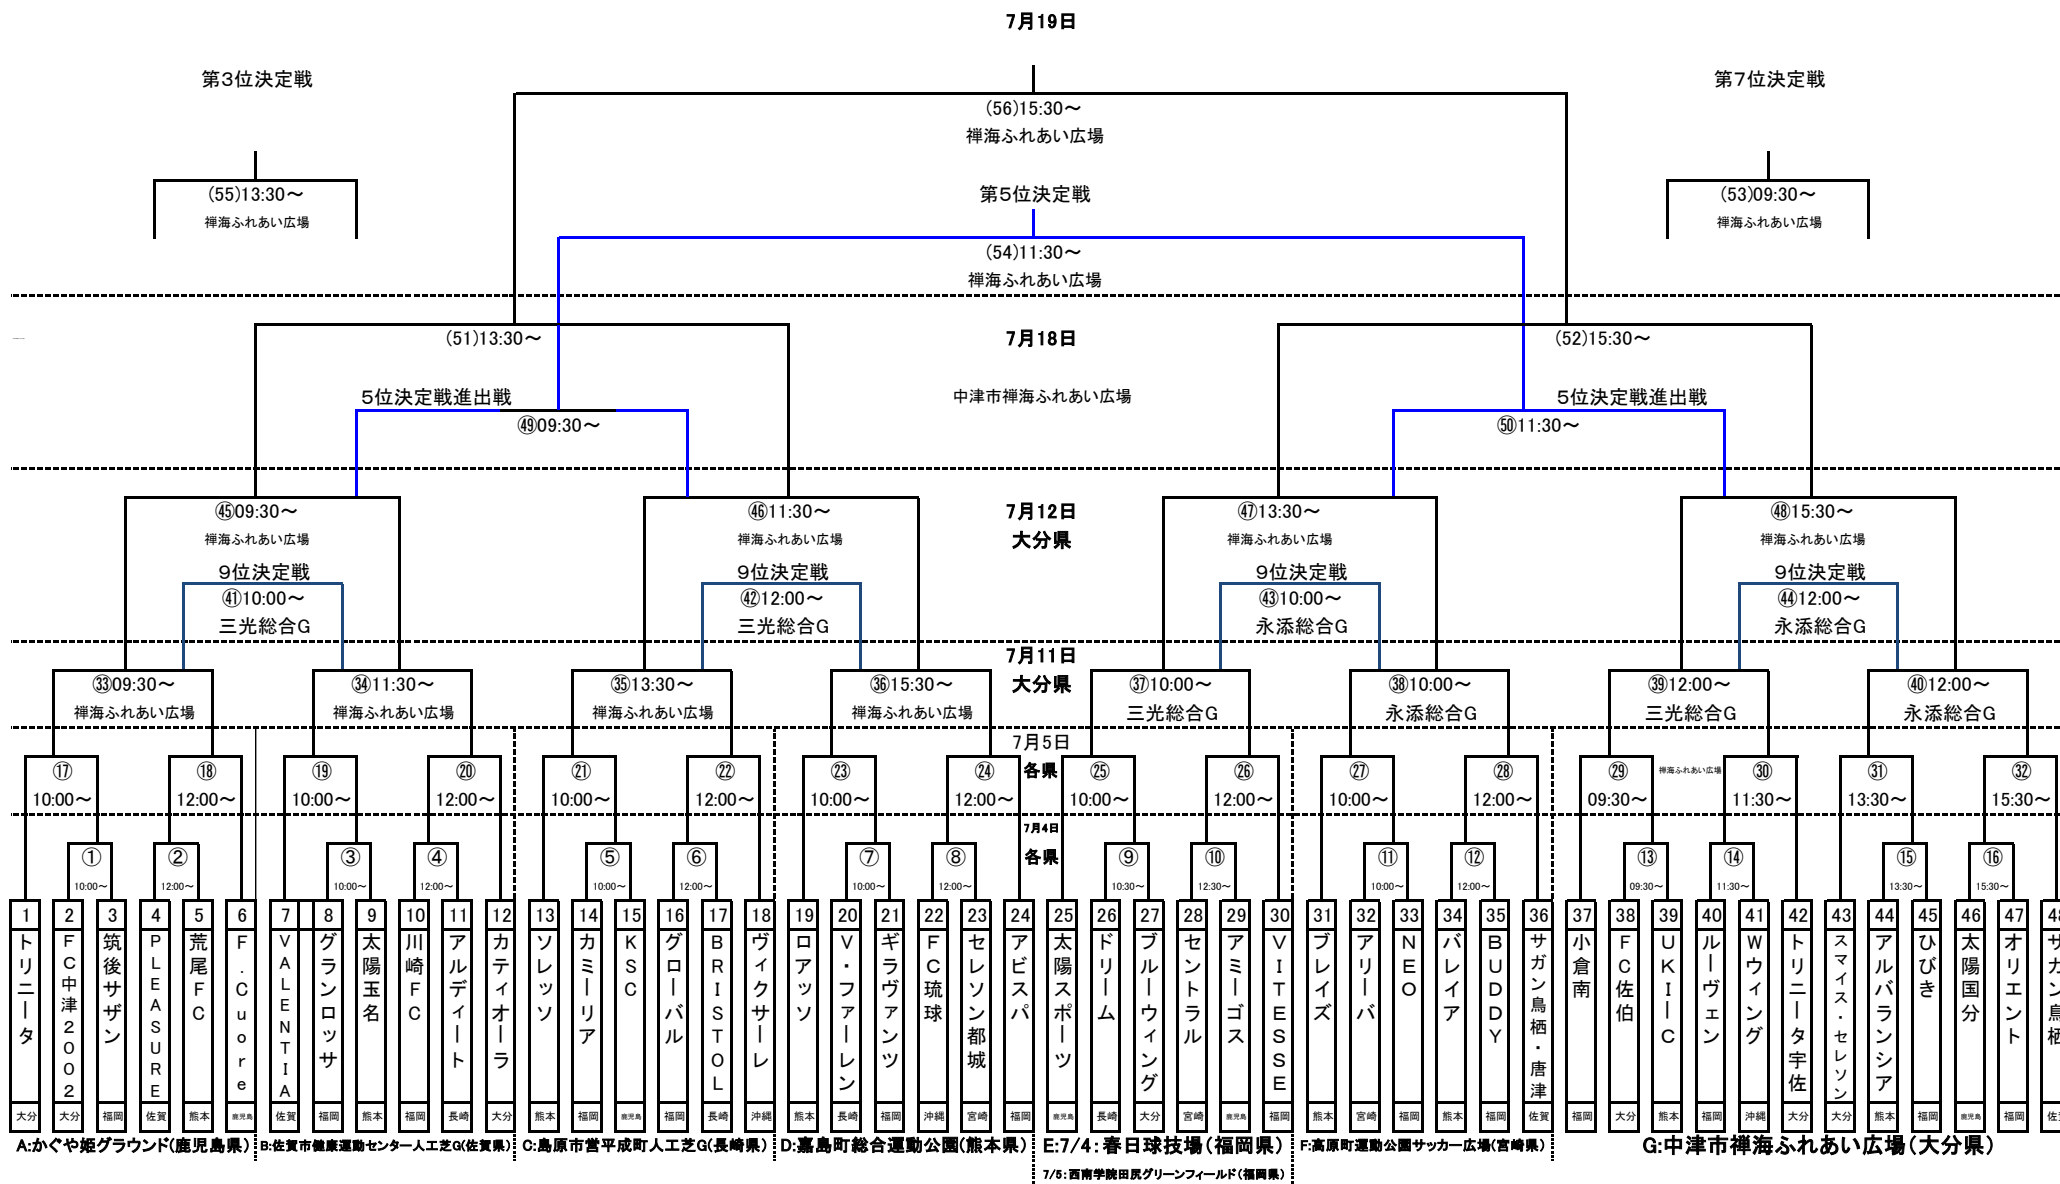 7月19日
第3位決定戦
第7位決定戦
(56)15:30～
禅海ふれあい広場
第5位決定戦
(55)13:30～
禅海ふれあい広場
(53)09:30～
禅海ふれあい広場
(54)11:30～
禅海ふれあい広場
(51)13:30～
7月18日
(52)15:30～
5位決定戦進出戦
中津市禅海ふれあい広場
5位決定戦進出戦
㊾09:30～
㊿11:30～
㊺09:30～
禅海ふれあい広場
㊻11:30～
禅海ふれあい広場
7月12日
大分県
㊼13:30～
禅海ふれあい広場
㊽15:30～
禅海ふれあい広場
9位決定戦
㊶10:00～
三光総合G
9位決定戦
㊷12:00～
三光総合G
9位決定戦
㊸10:00～
永添総合G
9位決定戦
㊹12:00～
永添総合G
7月11日
大分県
㉝09:30～
禅海ふれあい広場
㉞11:30～
禅海ふれあい広場
㉟13:30～
禅海ふれあい広場
㊱15:30～
禅海ふれあい広場
㊲10:00～
三光総合G
㊳10:00～
永添総合G
㊴12:00～
三光総合G
㊵12:00～
永添総合G
7月5日
各県
⑰
10:00～
⑱
12:00～
⑲
10:00～
⑳
12:00～
㉑
10:00～
㉒
12:00～
㉓
10:00～
㉔
12:00～
㉕
10:00～
㉖
12:00～
㉗
10:00～
㉘
12:00～
㉙
09:30～
禅海ふれあい広場
㉚
11:30～
㉛
13:30～
㉜
15:30～
7月4日
各県
①
10:00～
②
12:00～
③
10:00～
④
12:00～
⑤
10:00～
⑥
12:00～
⑦
10:00～
⑧
12:00～
⑨
10:30～
⑩
12:30～
⑪
10:00～
⑫
12:00～
⑬
09:30～
⑭
11:30～
⑮
13:30～
⑯
15:30～
1 トリニータ 大分
2 FC中津2002 大分
3 筑後サザン 福岡
4 PLEASURE 佐賀
5 荒尾FC 熊本
6 F.Cuore 鹿児島
7 VALENTIA 佐賀
8 グランロッサ 福岡
9 太陽玉名 熊本
10 川崎FC 福岡
11 アルディート 長崎
12 カティオーラ 大分
13 ソレッソ 熊本
14 カミーリア 福岡
15 KSC 鹿児島
16 グローバル 福岡
17 BRISTOL 長崎
18 ヴィクサーレ 沖縄
19 ロアッソ 熊本
20 V・ファーレン 長崎
21 ギラヴァンツ 福岡
22 FC琉球 沖縄
23 セレソン都城 宮崎
24 アビスパ 福岡
25 太陽スポーツ 鹿児島
26 ドリーム 長崎
27 ブルーウィング 大分
28 セントラル 宮崎
29 アミーゴス 鹿児島
30 VITESSE 福岡
31 ブレイズ 熊本
32 アリーバ 宮崎
33 NEO 福岡
34 バレイア 熊本
35 BUDDY 福岡
36 サガン鳥栖・唐津 佐賀
37 小倉南 福岡
38 FC佐伯 大分
39 UKI－C 熊本
40 ルーヴェン 福岡
41 Wウィング 沖縄
42 トリニータ宇佐 大分
43 スマイス・セレソン 大分
44 アルバランシア 熊本
45 ひびき 福岡
46 太陽国分 鹿児島
47 オリエント 福岡
48 サガン鳥栖 佐
A:かぐや姫グラウンド(鹿児島県)
B:佐賀市健康運動センター人工芝G(佐賀県)
C:島原市営平成町人工芝G(長崎県)
D:嘉島町総合運動公園(熊本県)
E:7/4:春日球技場(福岡県)
7/5:西南学院田尻グリーンフィールド(福岡県)
F:高原町運動公園サッカー広場(宮崎県)
G:中津市禅海ふれあい広場(大分県)